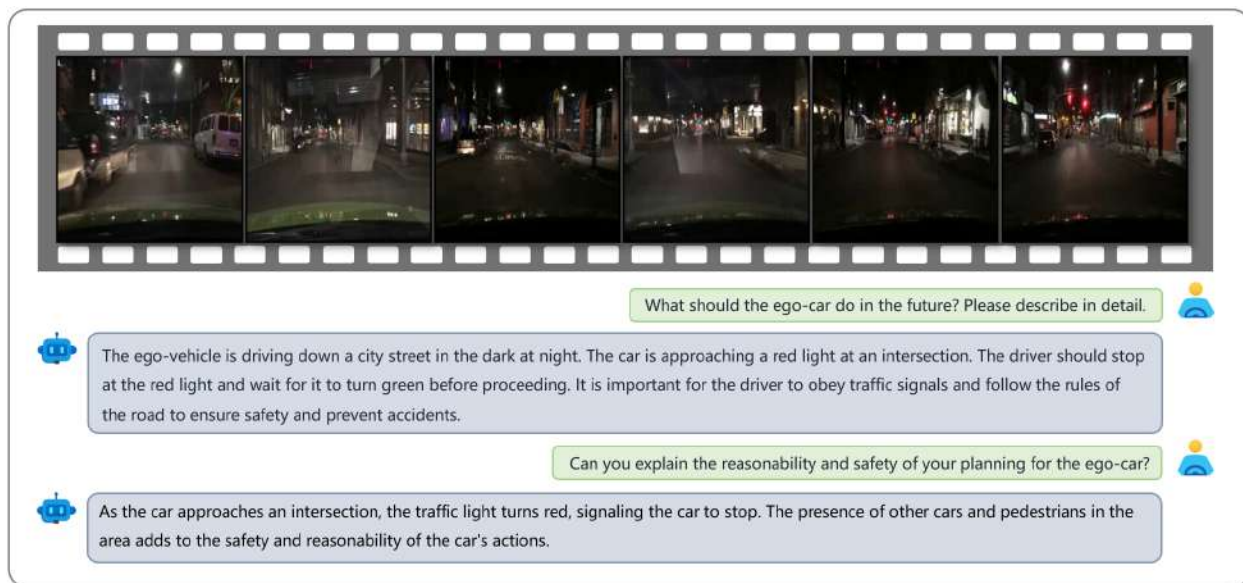 What should the ego-car do in the future? Please describe in detail.
The ego-vehicle is driving down a city street in the dark at night. The car is approaching a red light at an intersection. The driver should stop
at the red light and wait for it to turn green before proceeding. It is important for the driver to obey traffic signals and follow the rules of
the road to ensure safety and prevent accidents.
Can you explain the reasonability and safety of your planning for the ego-car?
As the car approaches an intersection, the traffic light turns red, signaling the car to stop. The presence of other cars and pedestrians in the
area adds to the safety and reasonability of the car's actions.